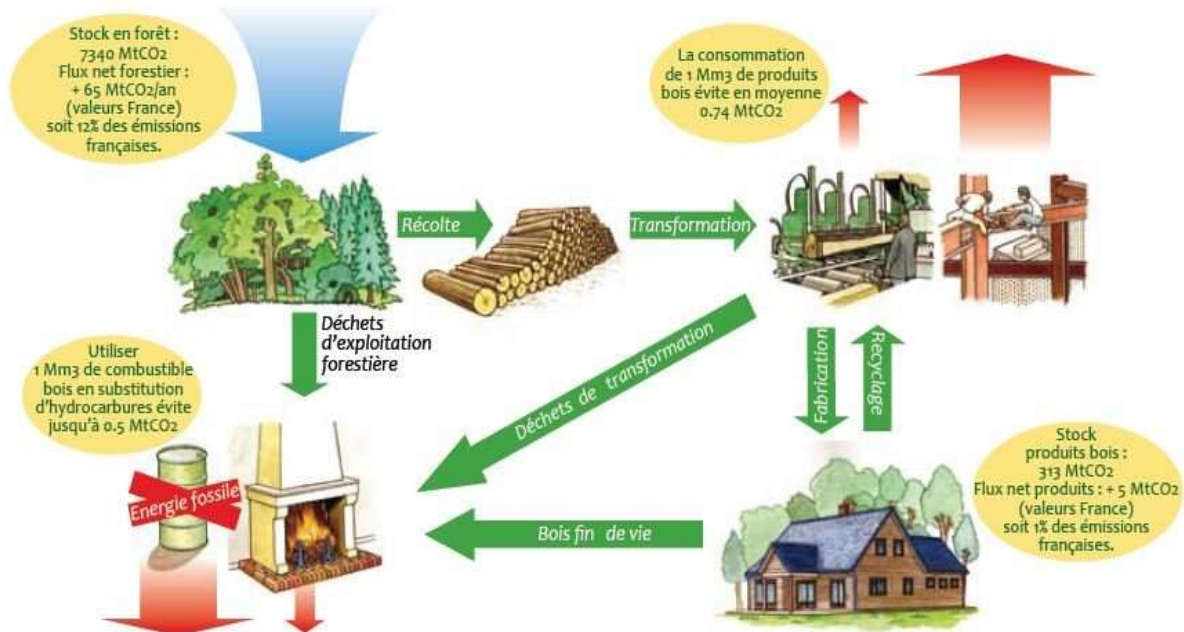 Stock en forêt :
7340 MtCO2
Flux net forestier :
+ 65 MtCO2/an
(valeurs France)
soit 12% des émissions
françaises.
La consommation
de 1 Mm3 de produits
bois évite en moyenne
0.74 MtCO2
Récolte
Transformation
Déchets
d'exploitation
forestière
Déchets de transformation
Fabrication
Recyclage
Utiliser
1 Mm3 de combustible
bois en substitution
d'hydrocarbures évite
jusqu'à 0.5 MtCO2
Energie fossile
Bois fin de vie
Stock
produits bois :
313 MtCO2
Flux net produits : + 5 MtCO2
(valeurs France)
soit 1% des émissions
françaises.